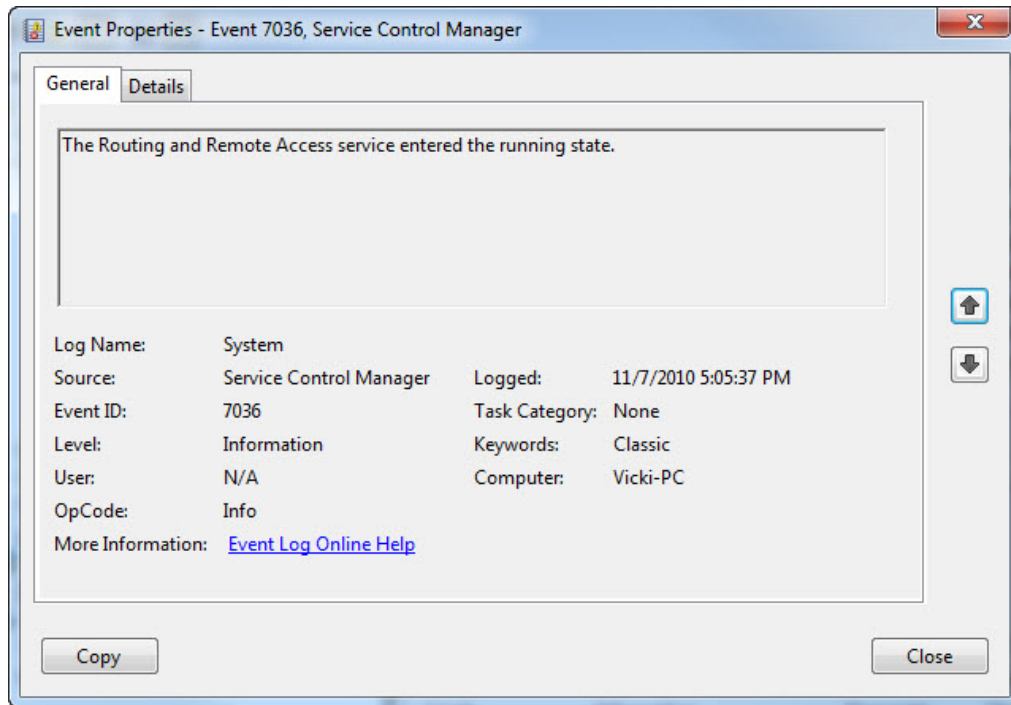 Event Properties - Event 7036, Service Control Manager
General Details
The Routing and Remote Access service entered the running state.
Log Name: System
Source: Service Control Manager Logged: 11/7/2010 5:05:37 PM
Event ID: 7036 Task Category: None
Level: Information Keywords: Classic
User: N/A Computer: Vicki-PC
OpCode: Info
More Information: Event Log Online Help
Copy Close